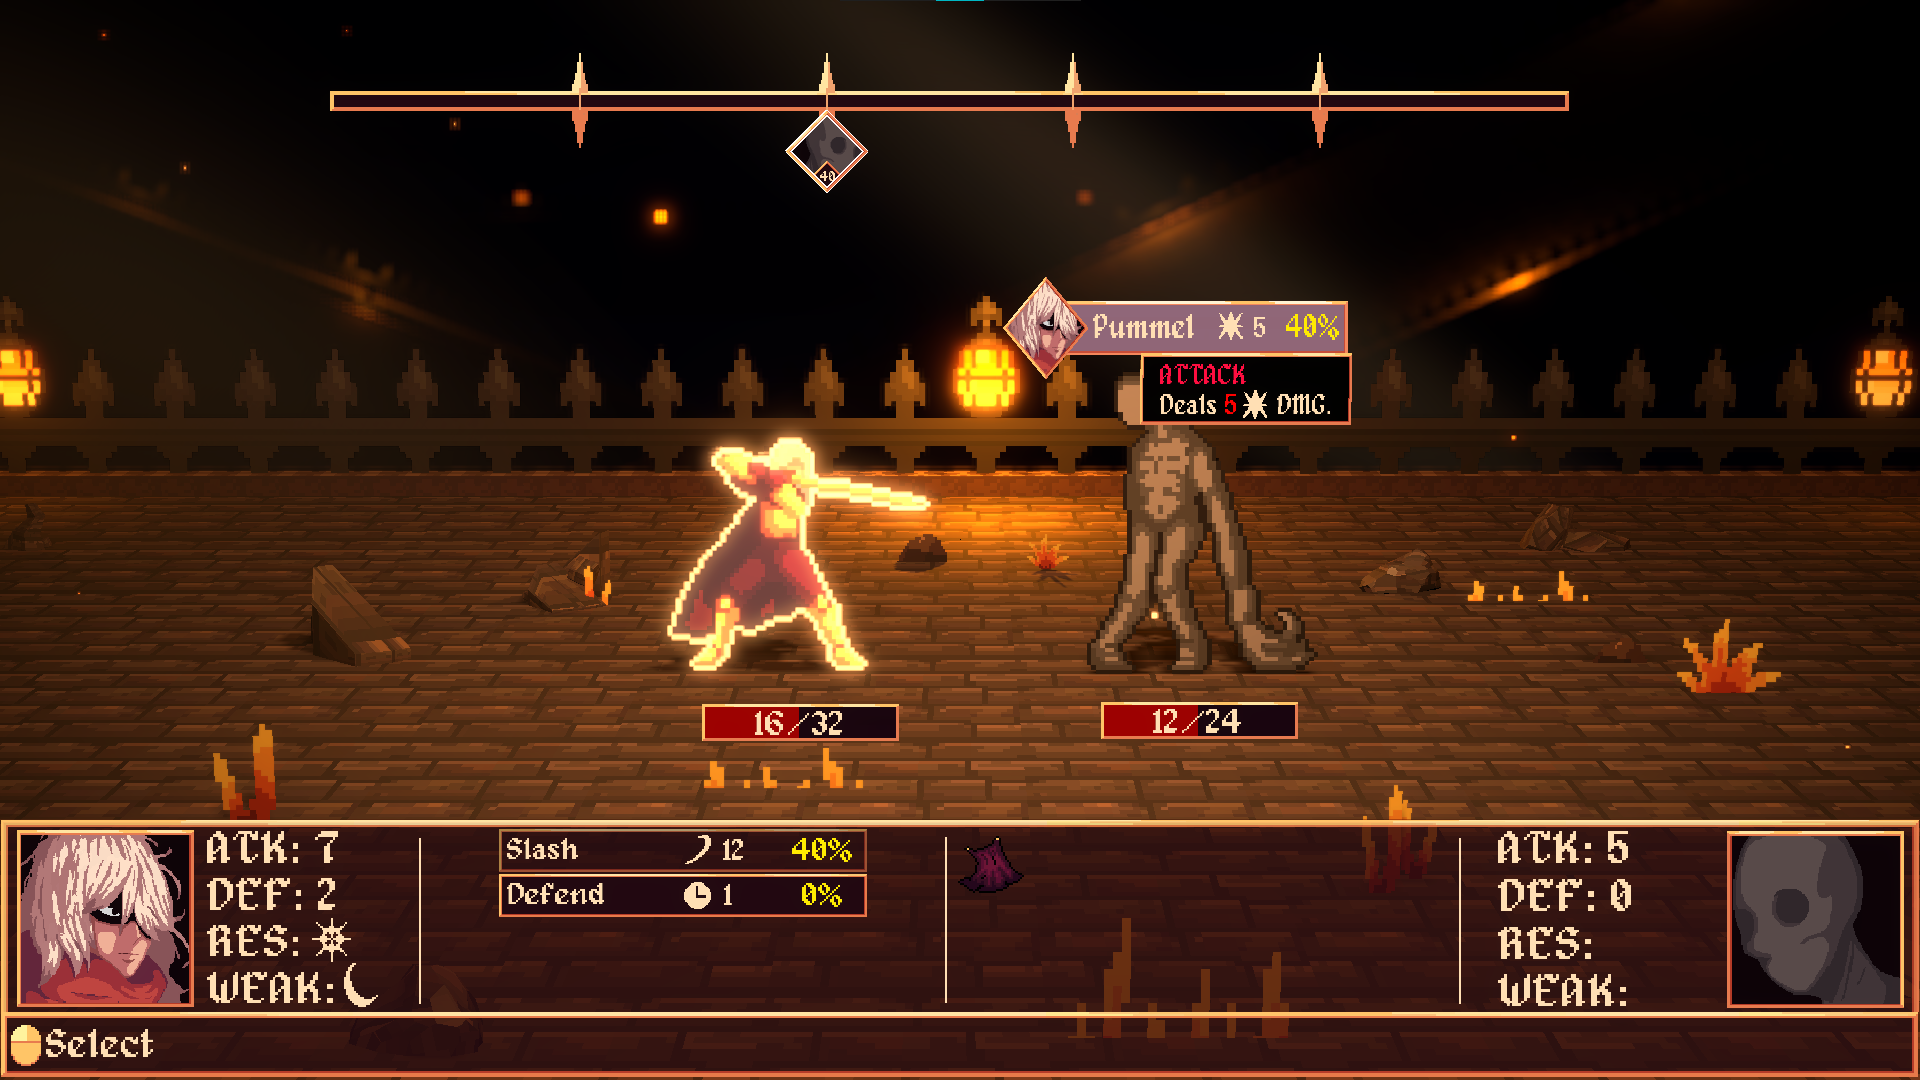 40
Pummel 5 40%
ATTACK
Deals 5 DMG.
16/32
12/24
ATK: 7
DEF: 2
RES:
WEAK:
Slash 12 40%
Defend 1 0%
ATK: 5
DEF: 0
RES:
WEAK:
Select